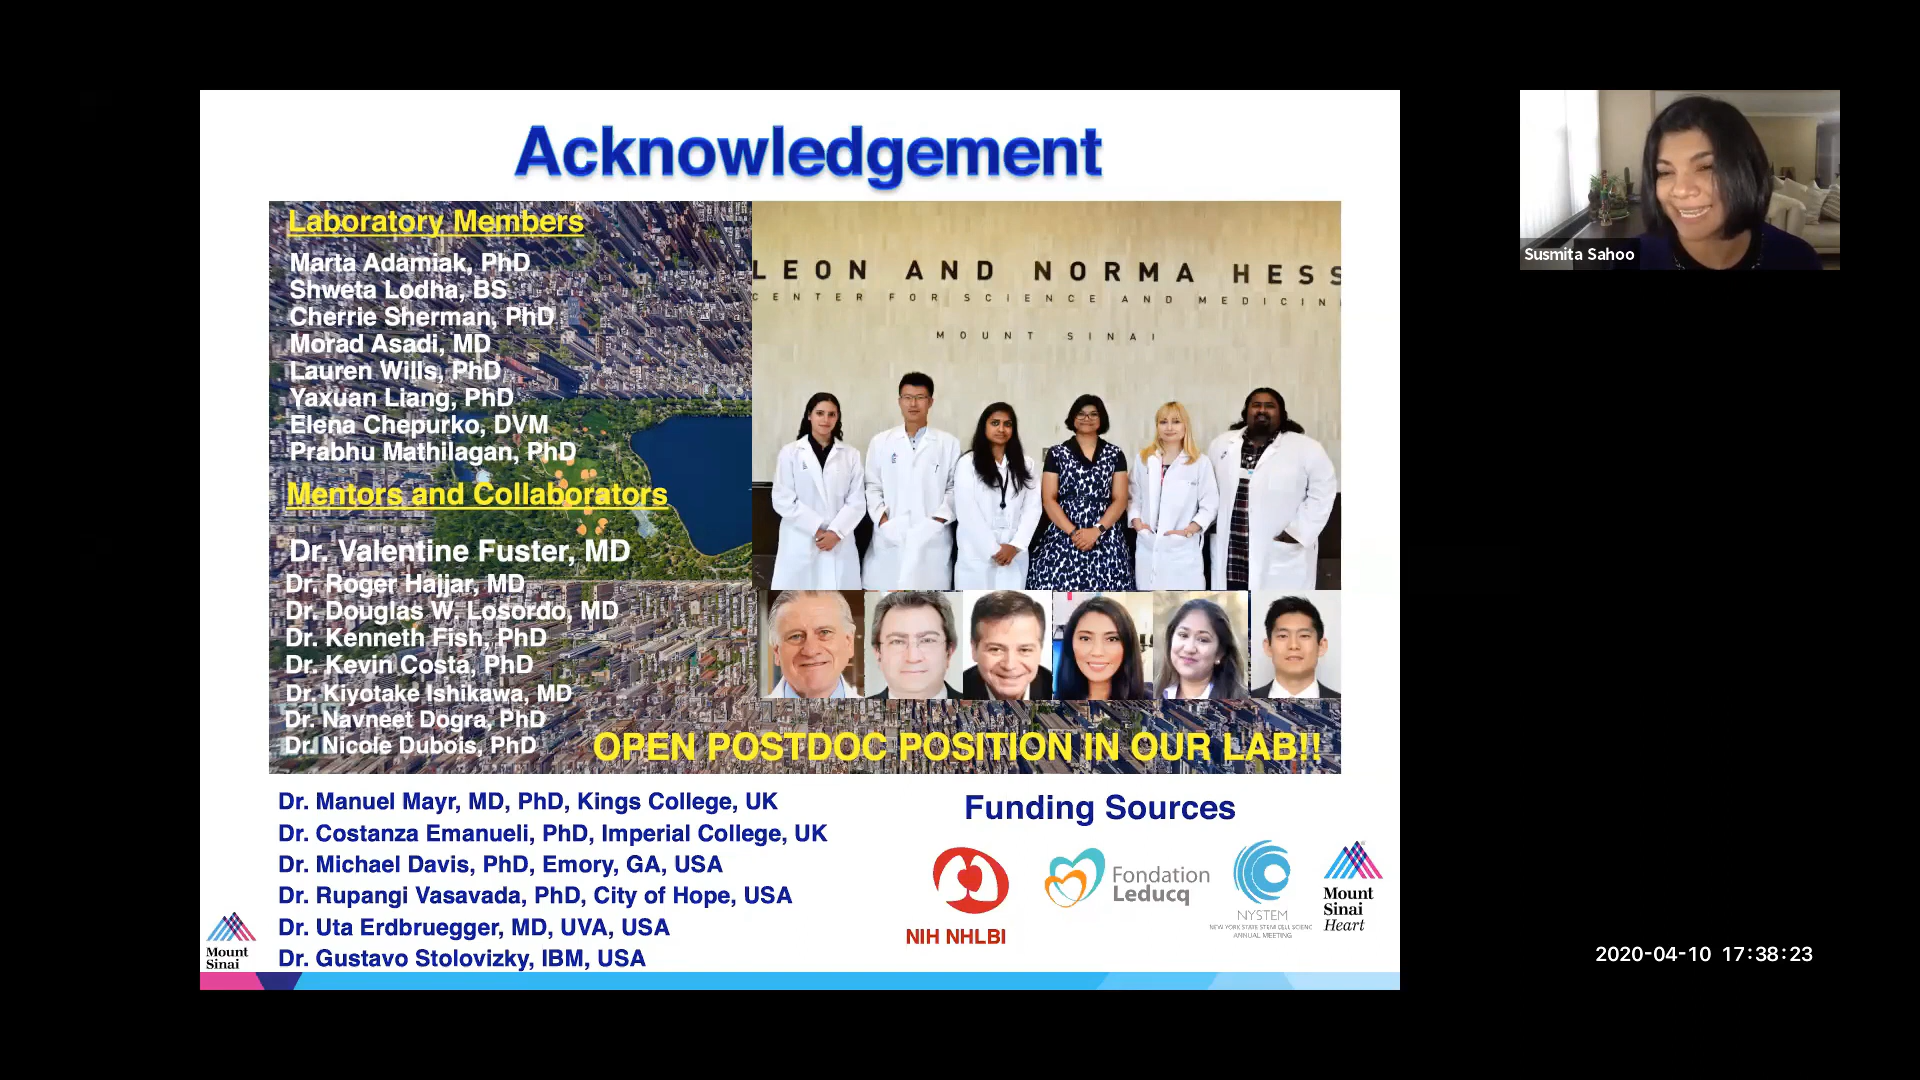 Acknowledgement
Laboratory Members
Marta Adamiak, PhD
Shweta Lodha, BS
Cherrie Sherman, PhD
Morad Asadi, MD
Lauren Wills, PhD
Yaxuan Liang, PhD
Elena Chepurko, DVM
Prabhu Mathilagan, PhD
Mentors and Collaborators
Dr. Valentine Fuster, MD
Dr. Roger Hajjar, MD
Dr. Douglas W. Losordo, MD
Dr. Kenneth Fish, PhD
Dr. Kevin Costa, PhD
Dr. Kiyotake Ishikawa, MD
Dr. Navneet Dogra, PhD
Dr. Nicole Dubois, PhD
LEON AND NORMA HESS
CENTER FOR SCIENCE AND MEDICIN
MOUNT SINAI
OPEN POSTDOC POSITION IN OUR LAB!!
Dr. Manuel Mayr, MD, PhD, Kings College, UK
Dr. Costanza Emanueli, PhD, Imperial College, UK
Dr. Michael Davis, PhD, Emory, GA, USA
Dr. Rupangi Vasavada, PhD, City of Hope, USA
Dr. Uta Erdbruegger, MD, UVA, USA
Dr. Gustavo Stolovizky, IBM, USA
Mount
Sinai
Funding Sources
NIH NHLBI
Fondation
Leducq
NYSTEM
NEW YORK STATE STEM CELL SCIENC
ANNUAL MEETING
Mount
Sinai
Heart
Susmita Sahoo
2020-04-10 17:38:23